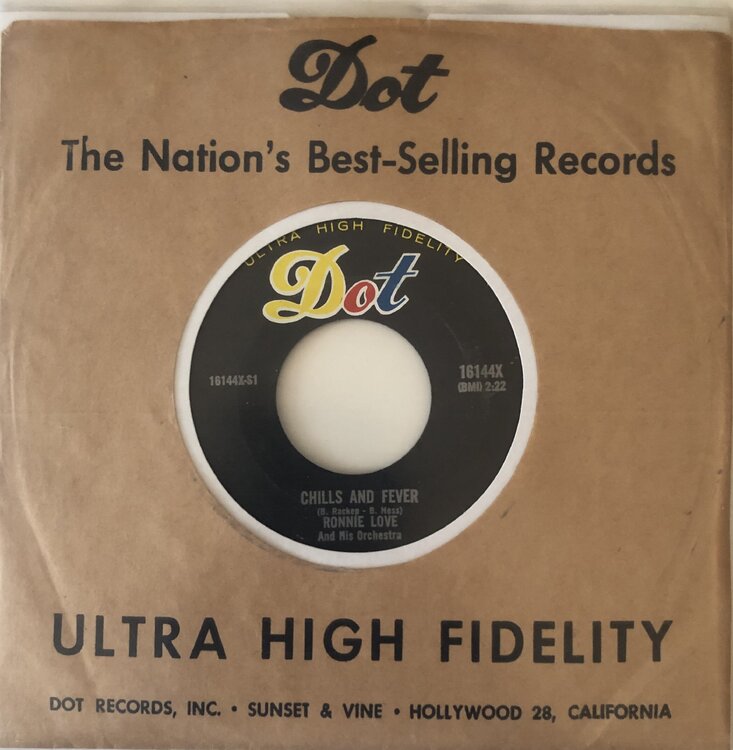 Dot
The Nation's Best-Selling Records
ULTRA HIGH FIDELITY
Dot
16144X-S1
16144X
(BMI) 2:22
CHILLS AND FEVER
(B. Rackep - B. Ness)
RONNIE LOVE
And His Orchestra
ULTRA HIGH FIDELITY
DOT RECORDS, INC. • SUNSET & VINE • HOLLYWOOD 28, CALIFORNIA